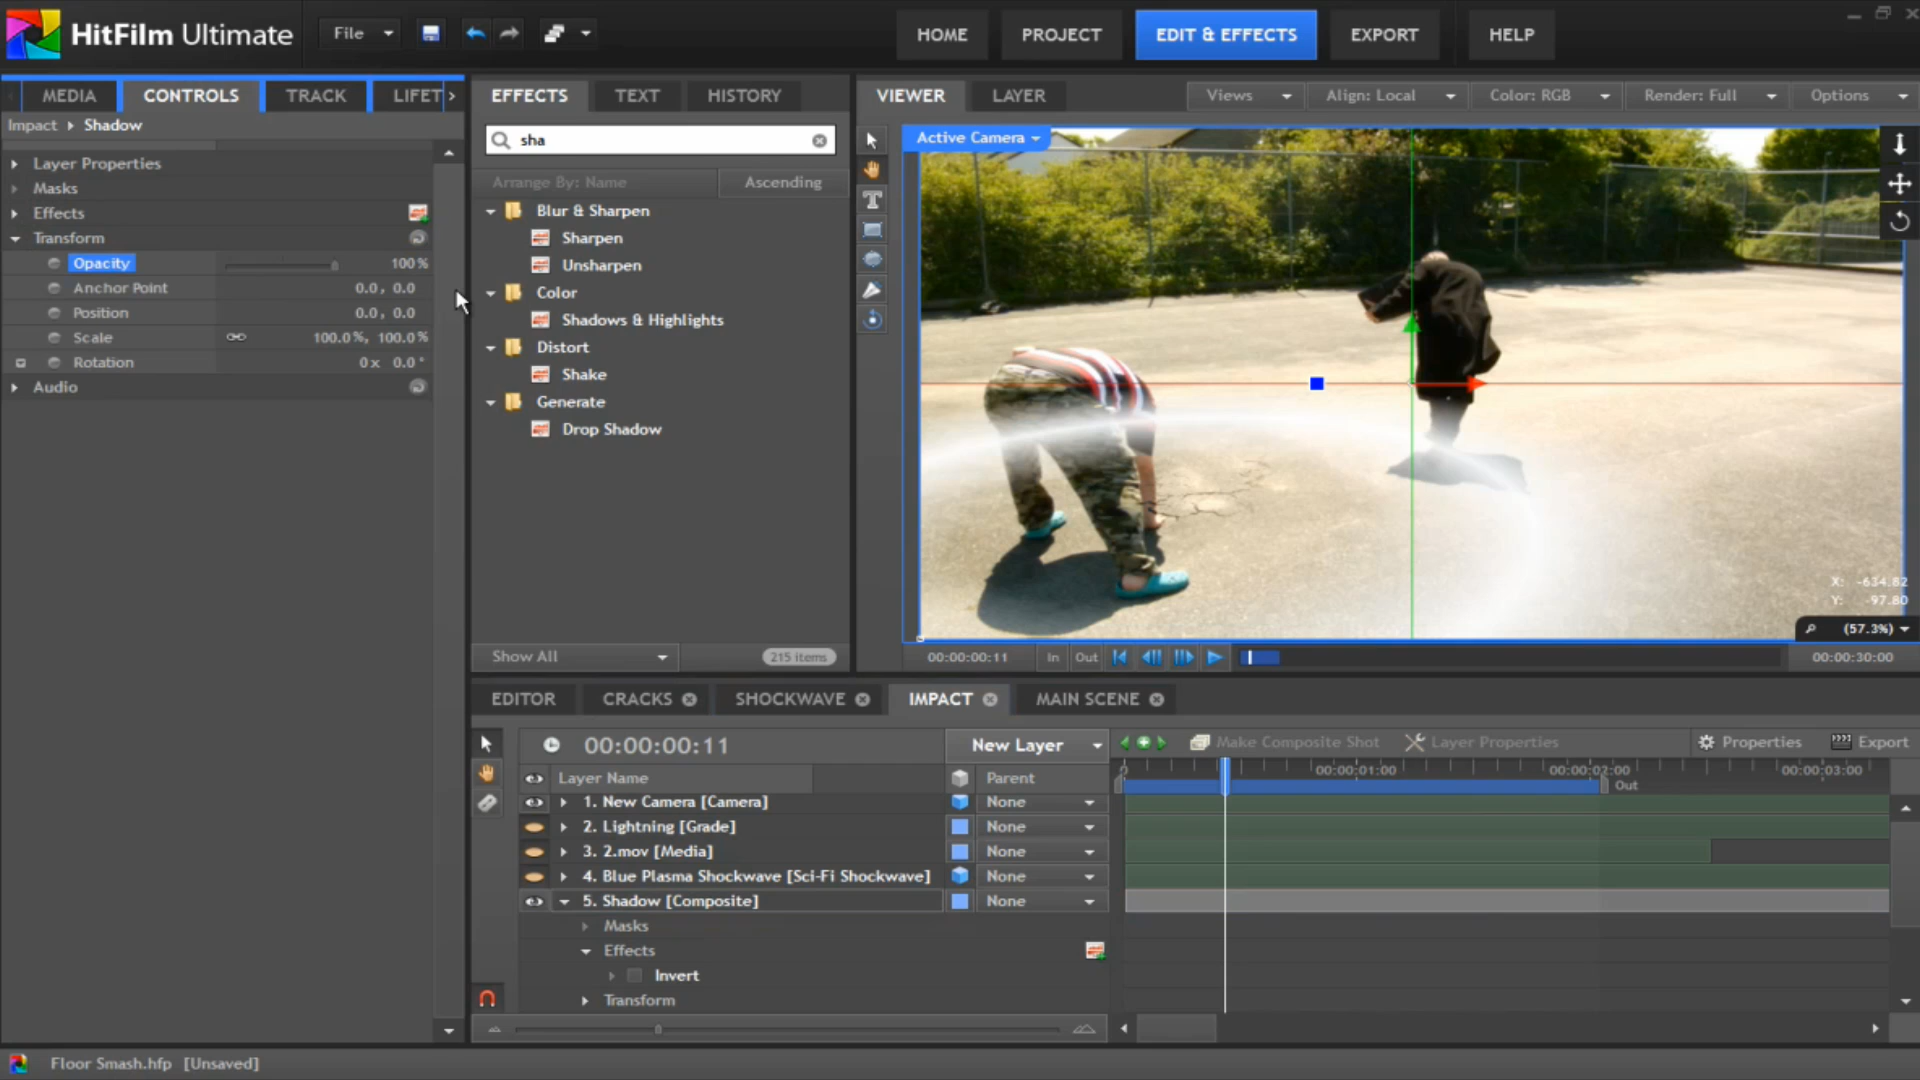 HitFilm Ultimate
File
HOME
PROJECT
EDIT & EFFECTS
EXPORT
HELP
MEDIA
CONTROLS
TRACK
LIFET
EFFECTS
TEXT
HISTORY
VIEWER
LAYER
Views
Align: Local
Color: RGB
Render: Full
Options
Impact
Shadow
Layer Properties
Masks
Effects
Transform
Opacity 100%
Anchor Point 0.0, 0.0
Position 0.0, 0.0
Scale 100.0%, 100.0%
Rotation 0x 0.0°
Audio
sha
Arrange By: Name
Ascending
Blur & Sharpen
Sharpen
Unsharpen
Color
Shadows & Highlights
Distort
Shake
Generate
Drop Shadow
Show All
215 items
Active Camera
T
X: -634.82
Y: -97.80
(57.3%)
00:00:00:11
In
Out
00:00:30:00
EDITOR
CRACKS
SHOCKWAVE
IMPACT
MAIN SCENE
00:00:00:11
New Layer
Make Composite Shot
Layer Properties
Properties
Export
Layer Name
Parent
0
00:00:01:00
00:00:02:00
00:00:03:00
Out
1. New Camera [Camera] None
2. Lightning [Grade] None
3. 2.mov [Media] None
4. Blue Plasma Shockwave [Sci-Fi Shockwave] None
5. Shadow [Composite] None
Masks
Effects
Invert
Transform
Floor Smash.hfp [Unsaved]